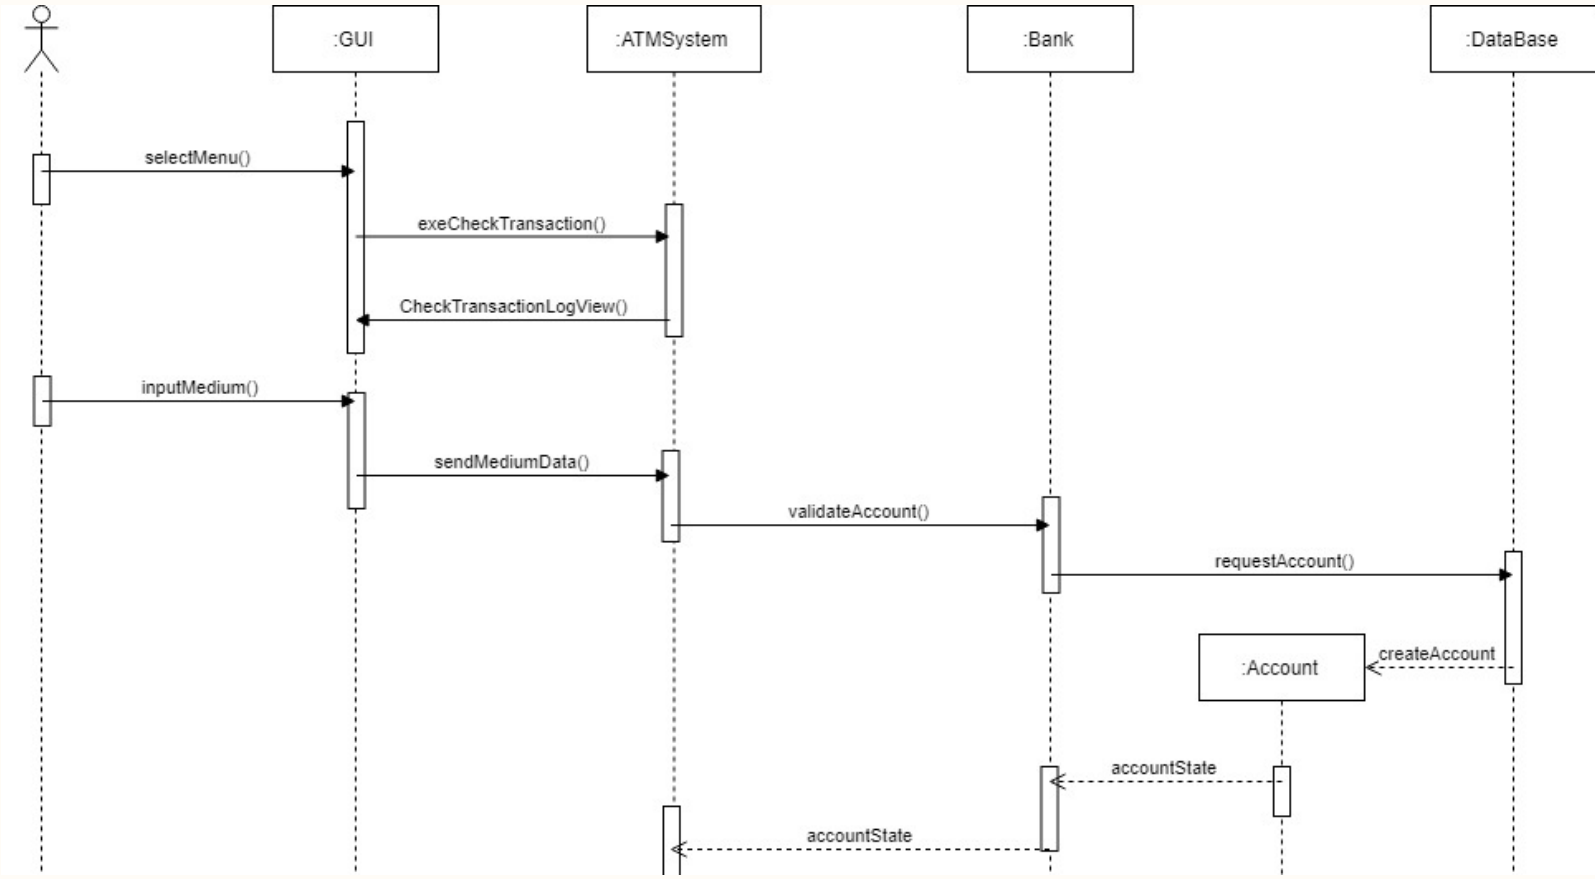 :GUI
:ATMSystem
:Bank
:DataBase
selectMenu()
exeCheckTransaction()
CheckTransactionLogView()
inputMedium()
sendMediumData()
validateAccount()
requestAccount()
createAccount
:Account
accountState
accountState